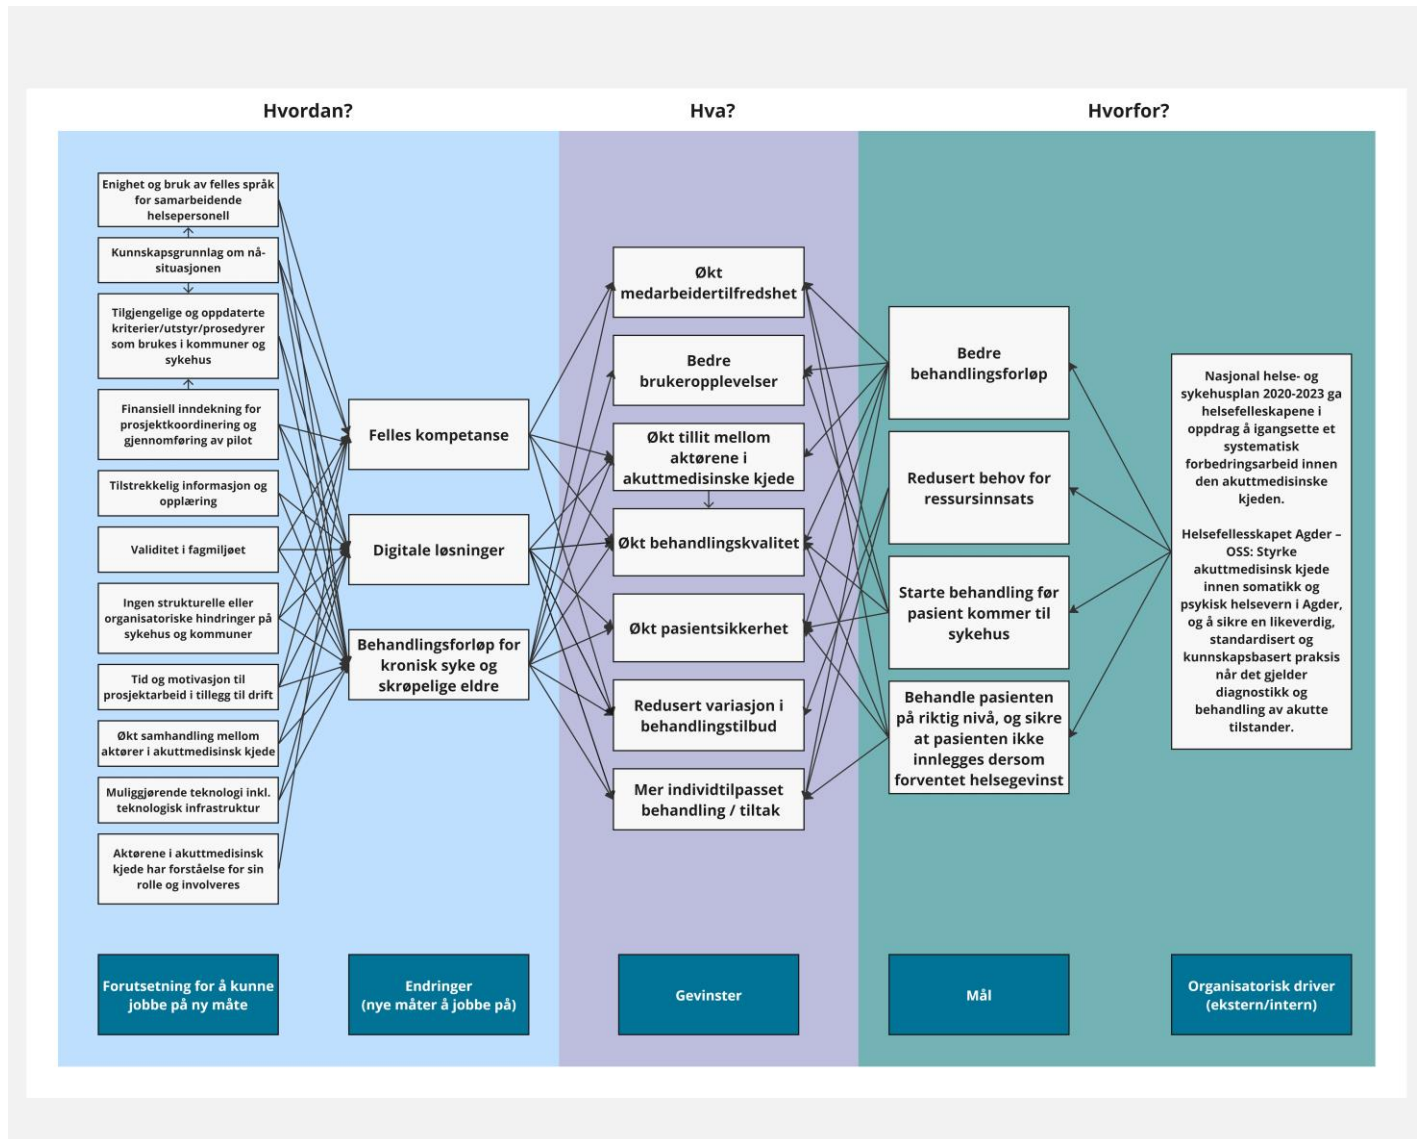 Hvordan?
Hva?
Hvorfor?
Enighet og bruk av felles språk
for samarbeidende
helsepersonell
Kunnskapsgrunnlag om nå-
situasjonen
Tilgjengelige og oppdaterte
kriterier/utstyr/prosedyrer
som brukes i kommuner og
sykehus
Finansiell inndekning for
prosjektkoordinering og
gjennomføring av pilot
Tilstrekkelig informasjon og
opplæring
Validitet i fagmiljøet
Ingen strukturelle eller
organisatoriske hindringer på
sykehus og kommuner
Tid og motivasjon til
prosjektarbeid i tillegg til drift
Økt samhandling mellom
aktører i akuttmedisinsk kjede
Muliggjørende teknologi inkl.
teknologisk infrastruktur
Aktørene i akuttmedisinsk
kjede har forståelse for sin
rolle og involveres
Felles kompetanse
Digitale løsninger
Behandlingsforløp for
kronisk syke og
skrøpelige eldre
Økt
medarbeidertilfredshet
Bedre
brukeropplevelser
Økt tillit mellom
aktørene i
akuttmedisinske kjede
Økt behandlingskvalitet
Økt pasientsikkerhet
Redusert variasjon i
behandlingstilbud
Mer individtilpasset
behandling / tiltak
Bedre
behandlingsforløp
Redusert behov for
ressursinnsats
Starte behandling før
pasient kommer til
sykehus
Behandle pasienten
på riktig nivå, og sikre
at pasienten ikke
innlegges dersom
forventet helsegevinst
Nasjonal helse- og
sykehusplan 2020-2023 ga
helsefelleskapene i
oppdrag å igangsette et
systematisk
forbedringsarbeid innen
den akuttmedisinske
kjeden.
Helsefellesskapet Agder –
OSS: Styrke
akuttmedisinsk kjede
innen somatikk og
psykisk helsevern i Agder,
og å sikre en likeverdig,
standardisert og
kunnskapsbasert praksis
når det gjelder
diagnostikk og
behandling av akutte
tilstander.
Forutsetning for å kunne
jobbe på ny måte
Endringer
(nye måter å jobbe på)
Gevinster
Mål
Organisatorisk driver
(ekstern/intern)